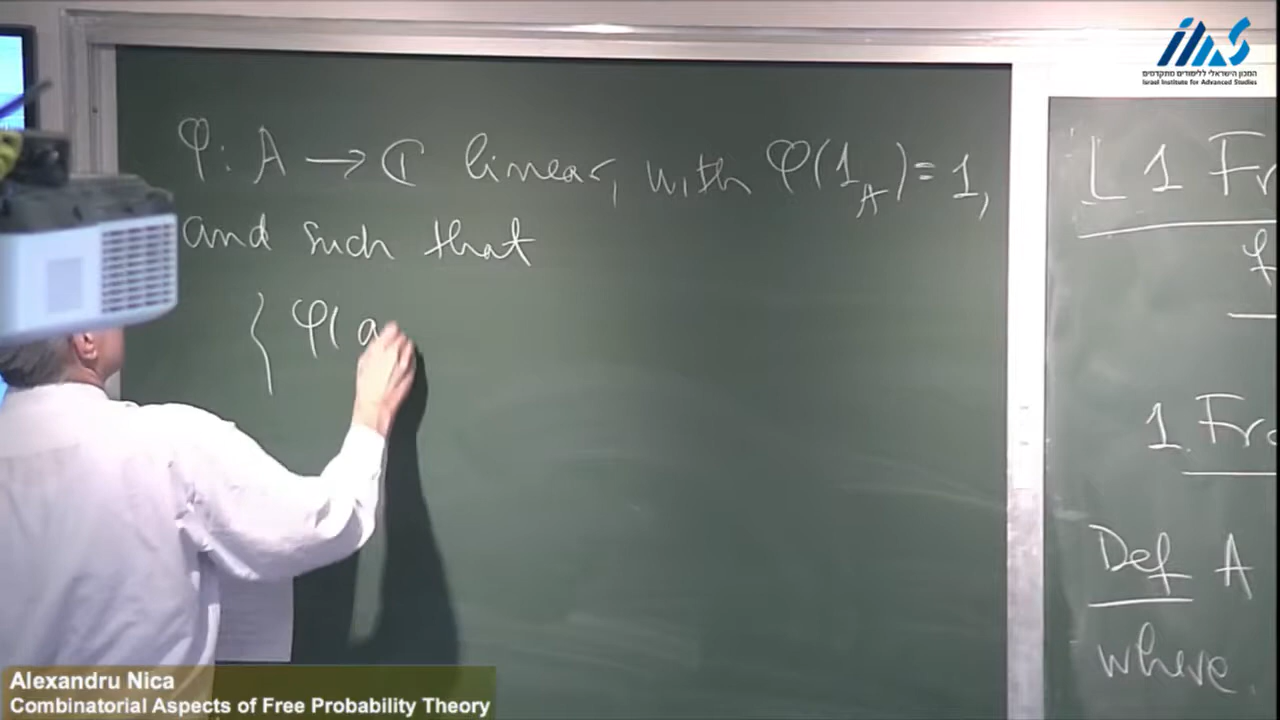 φ: A → ℂ linear, with φ(1_A) = 1,
and such that
{ φ( a
L 1 Fr
f
1. Fre
Def A
where
המכון הישראלי ללימודים מתקדמים
Israel Institute for Advanced Studies
Alexandru Nica
Combinatorial Aspects of Free Probability Theory